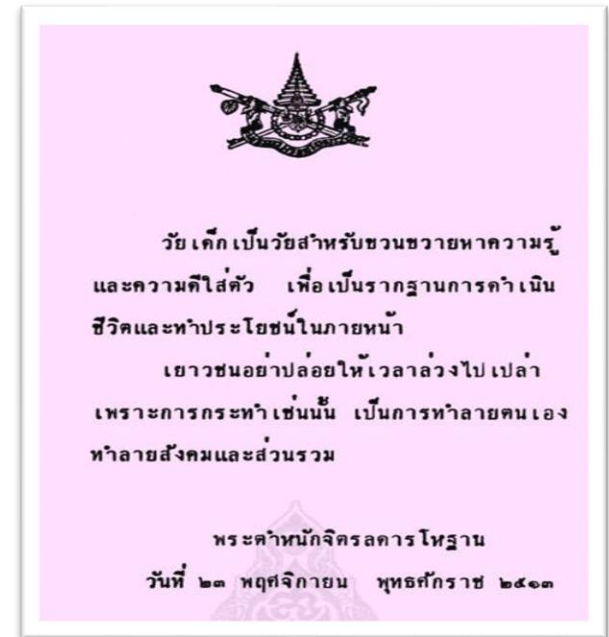 วัยเด็กเป็นวัยสำหรับขวนขวายหาความรู้
และความดีใส่ตัว เพื่อเป็นรากฐานการดำเนิน
ชีวิตและทำประโยชน์ในภายหน้า
เยาวชนอย่าปล่อยให้เวลาล่วงไปเปล่า
เพราะการกระทำเช่นนั้น เป็นการทำลายตนเอง
ทำลายสังคมและส่วนรวม
พระตำหนักจิตรลดารโหฐาน
วันที่ ๒๓ พฤศจิกายน พุทธศักราช ๒๕๑๓